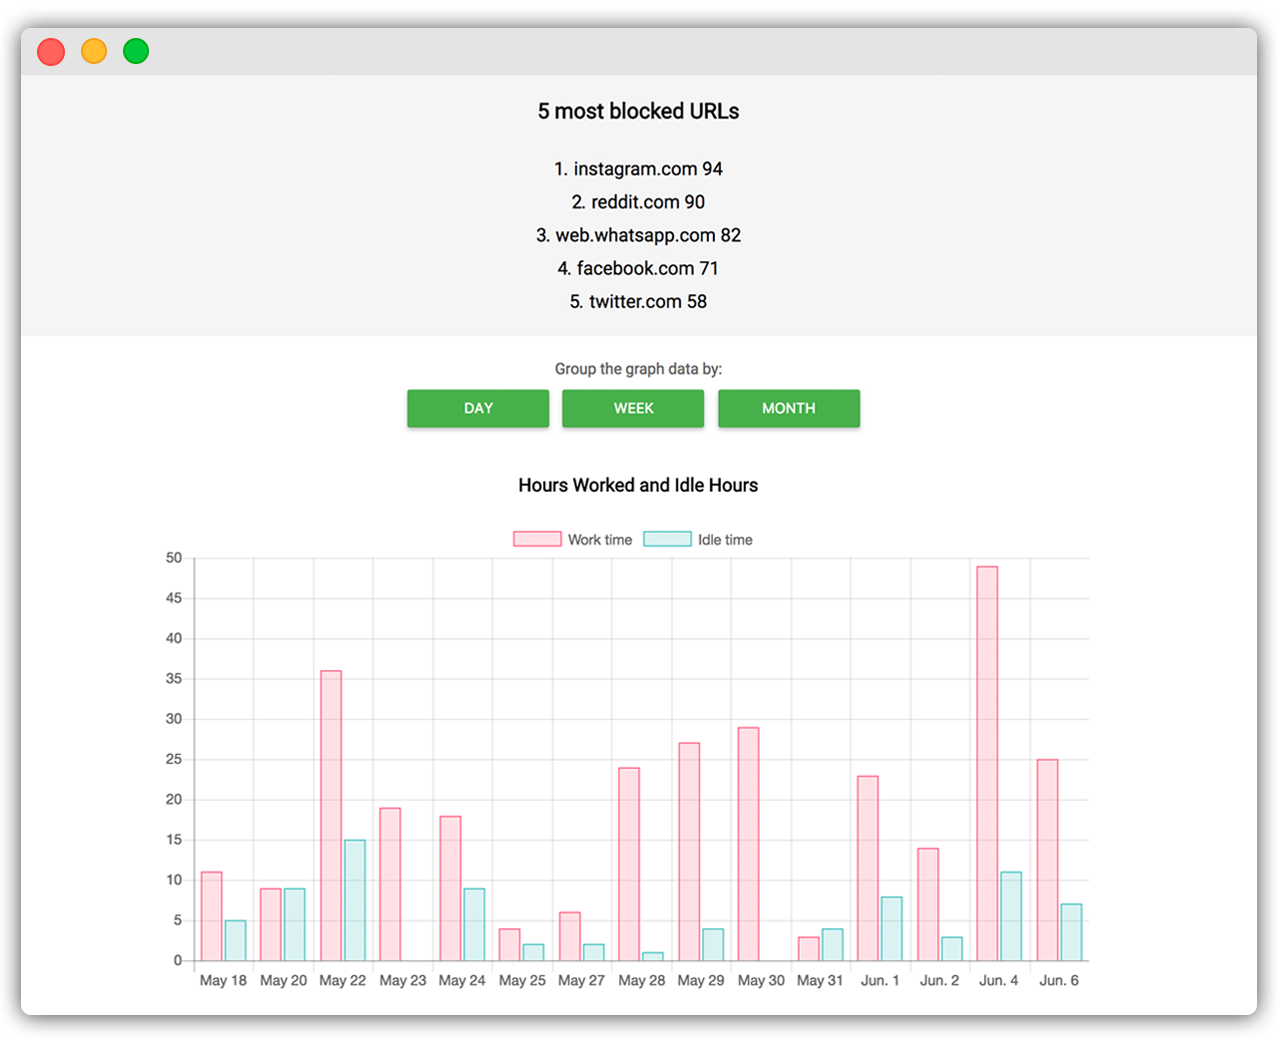 5 most blocked URLs
1. instagram.com 94
2. reddit.com 90
3. web.whatsapp.com 82
4. facebook.com 71
5. twitter.com 58
Group the graph data by:
DAY WEEK MONTH
Hours Worked and Idle Hours
Work time Idle time
50
45
40
35
30
25
20
15
10
5
0
May 18 May 20 May 22 May 23 May 24 May 25 May 27 May 28 May 29 May 30 May 31 Jun. 1 Jun. 2 Jun. 4 Jun. 6